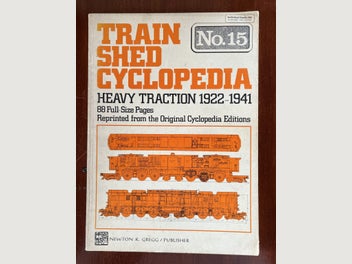 TRAIN
SHED
CYCLOPEDIA
No.15
HEAVY TRACTION 1922-1941
88 Full-Size Pages
Reprinted from the Original Cyclopedia Editions
NEWTON K. GREGG / PUBLISHER